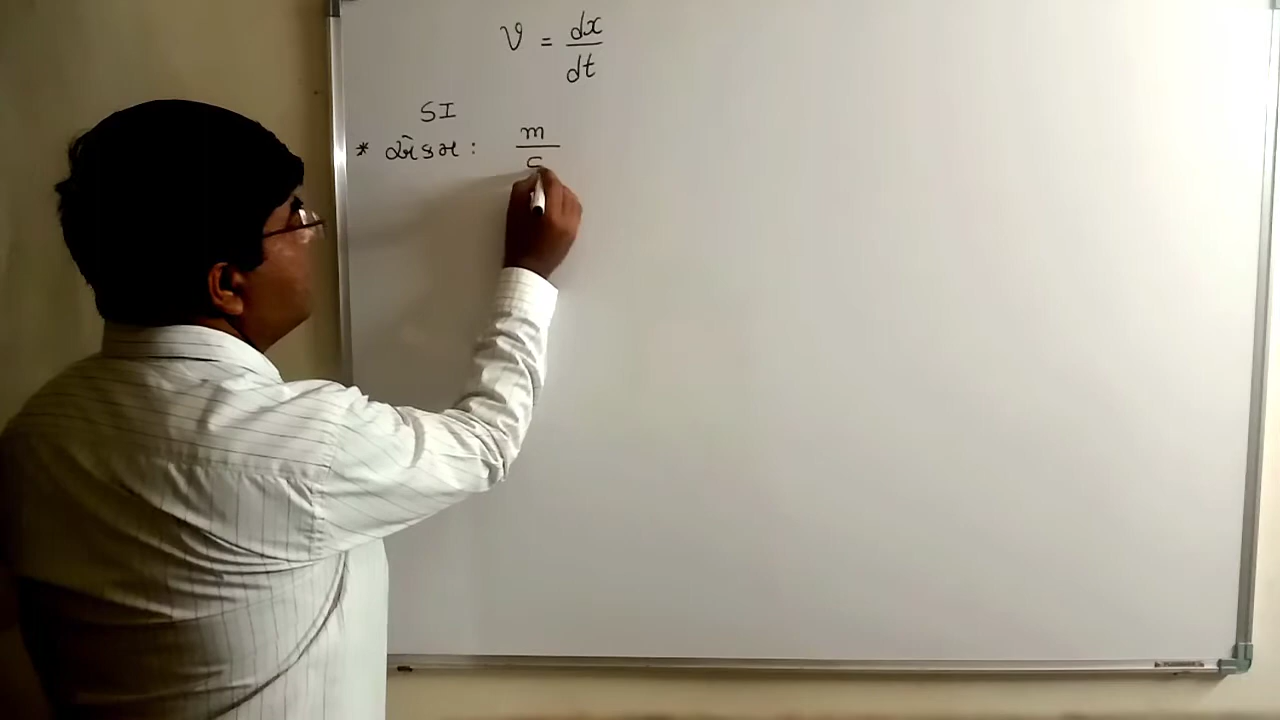 v = dx/dt
SI
* એકમ : m/s